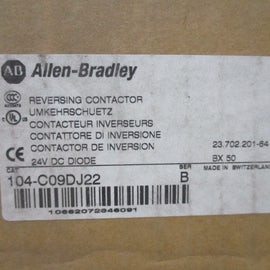 AB Allen-Bradley
REVERSING CONTACTOR
UMKEHRSCHUETZ
CONTACTEUR INVERSEURS
CONTATTORE DI INVERSIONE
CONTACTOR DE INVERSION
23.702.201-64
24V DC DIODE
BX 50
CAT
SER
MADE IN SWITZERLAND
104-C09DJ22
B
10662072646091